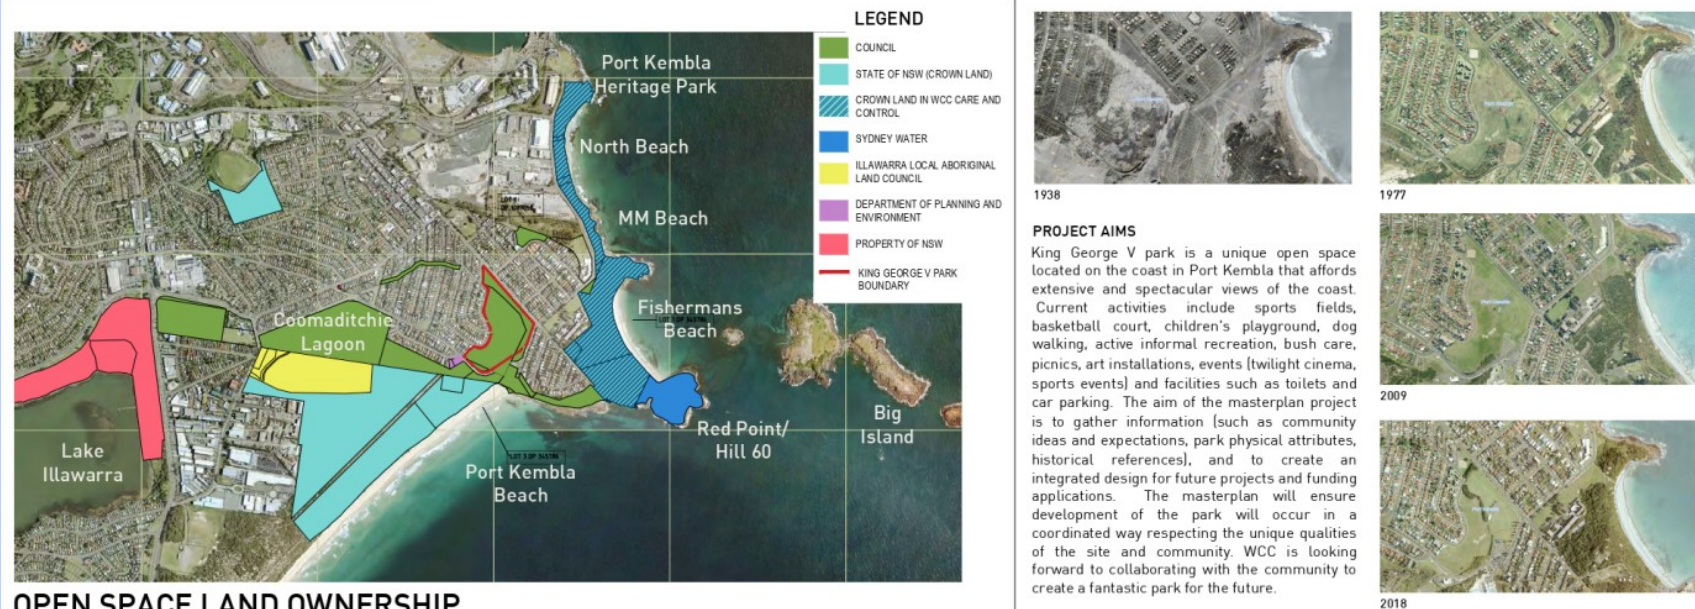 LEGEND
COUNCIL
STATE OF NSW (CROWN LAND)
CROWN LAND IN WCC CARE AND
CONTROL
SYDNEY WATER
ILLAWARRA LOCAL ABORIGINAL
LAND COUNCIL
DEPARTMENT OF PLANNING AND
ENVIRONMENT
PROPERTY OF NSW
KING GEORGE V PARK
BOUNDARY
Port Kembla
Heritage Park
North Beach
MM Beach
Fishermans
Beach
Coomaditchie
Lagoon
Lake
Illawarra
Port Kembla
Beach
Red Point/
Hill 60
Big
Island
OPEN SPACE LAND OWNERSHIP
1938
1977
PROJECT AIMS
King George V park is a unique open space
located on the coast in Port Kembla that affords
extensive and spectacular views of the coast.
Current activities include sports fields,
basketball court, children's playground, dog
walking, active informal recreation, bush care,
picnics, art installations, events (twilight cinema,
sports events) and facilities such as toilets and
car parking. The aim of the masterplan project
is to gather information (such as community
ideas and expectations, park physical attributes,
historical references), and to create an
integrated design for future projects and funding
applications. The masterplan will ensure
development of the park will occur in a
coordinated way respecting the unique qualities
of the site and community. WCC is looking
forward to collaborating with the community to
create a fantastic park for the future.
2009
2018